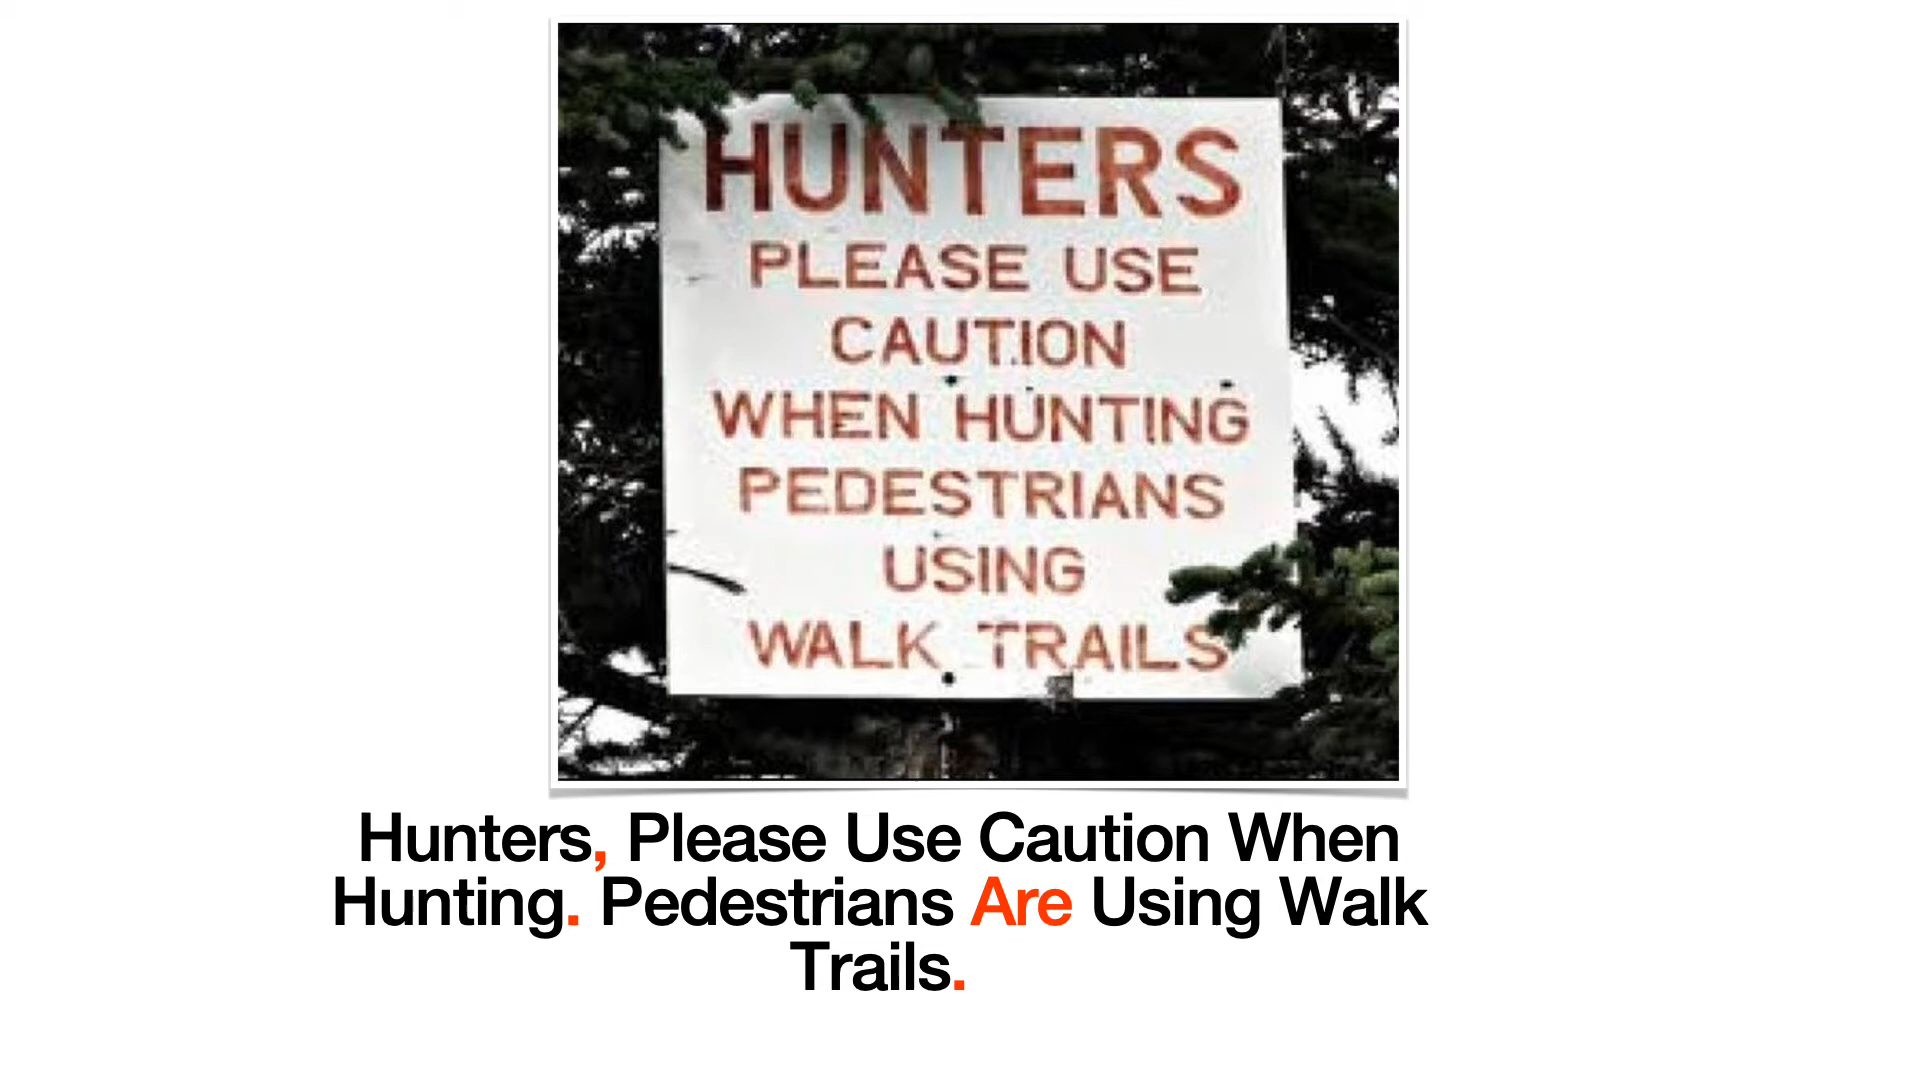 HUNTERS
PLEASE USE
CAUTION
WHEN HUNTING
PEDESTRIANS
USING
WALK TRAILS
Hunters, Please Use Caution When
Hunting. Pedestrians Are Using Walk
Trails.